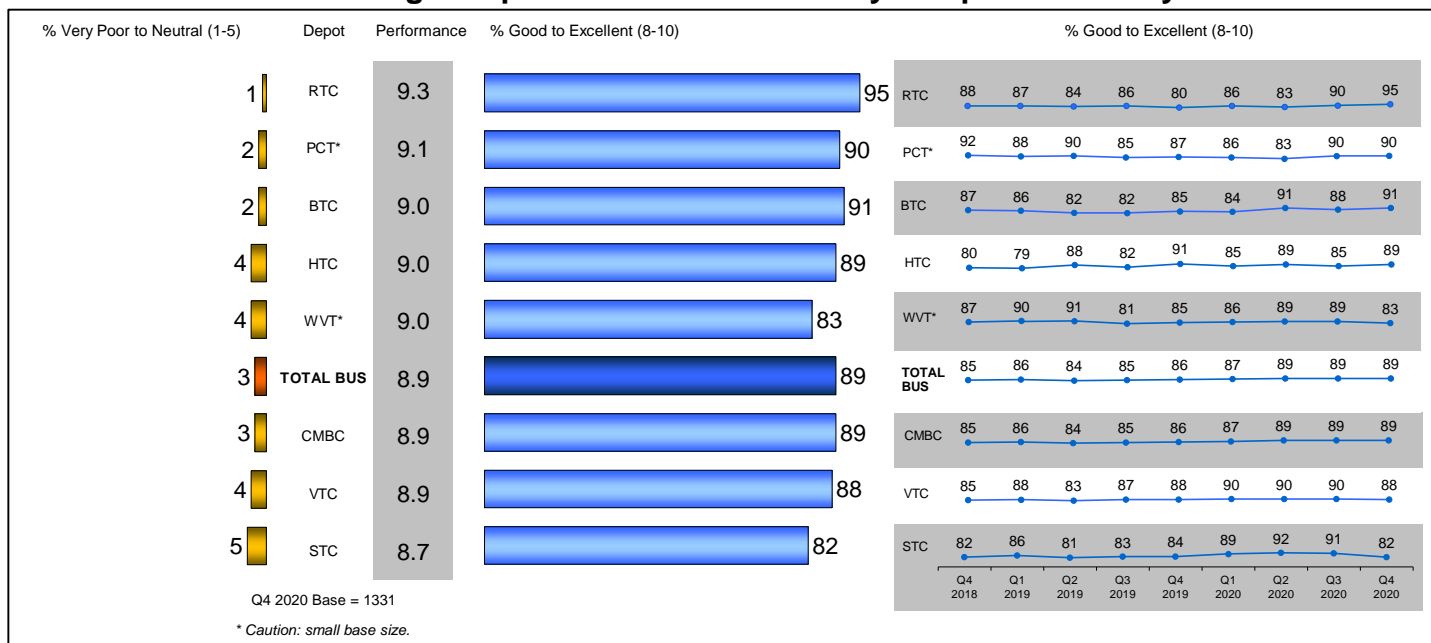 % Very Poor to Neutral (1-5) Depot Performance % Good to Excellent (8-10) % Good to Excellent (8-10)
1 RTC 9.3 95
2 PCT* 9.1 90
2 BTC 9.0 91
4 HTC 9.0 89
4 WVT* 9.0 83
3 TOTAL BUS 8.9 89
3 CMBC 8.9 89
4 VTC 8.9 88
5 STC 8.7 82
Q4 2020 Base = 1331
* Caution: small base size.
RTC 88 87 84 86 80 86 83 90 95
PCT* 92 88 90 85 87 86 83 90 90
BTC 87 86 82 82 85 84 91 88 91
HTC 80 79 88 82 91 85 89 85 89
WVT* 87 90 91 81 85 86 89 89 83
TOTAL BUS 85 86 84 85 86 87 89 89 89
CMBC 85 86 84 85 86 87 89 89 89
VTC 85 88 83 87 88 90 90 90 88
STC 82 86 81 83 84 89 92 91 82
Q4 Q1 Q2 Q3 Q4 Q1 Q2 Q3 Q4
2018 2019 2019 2019 2019 2020 2020 2020 2020